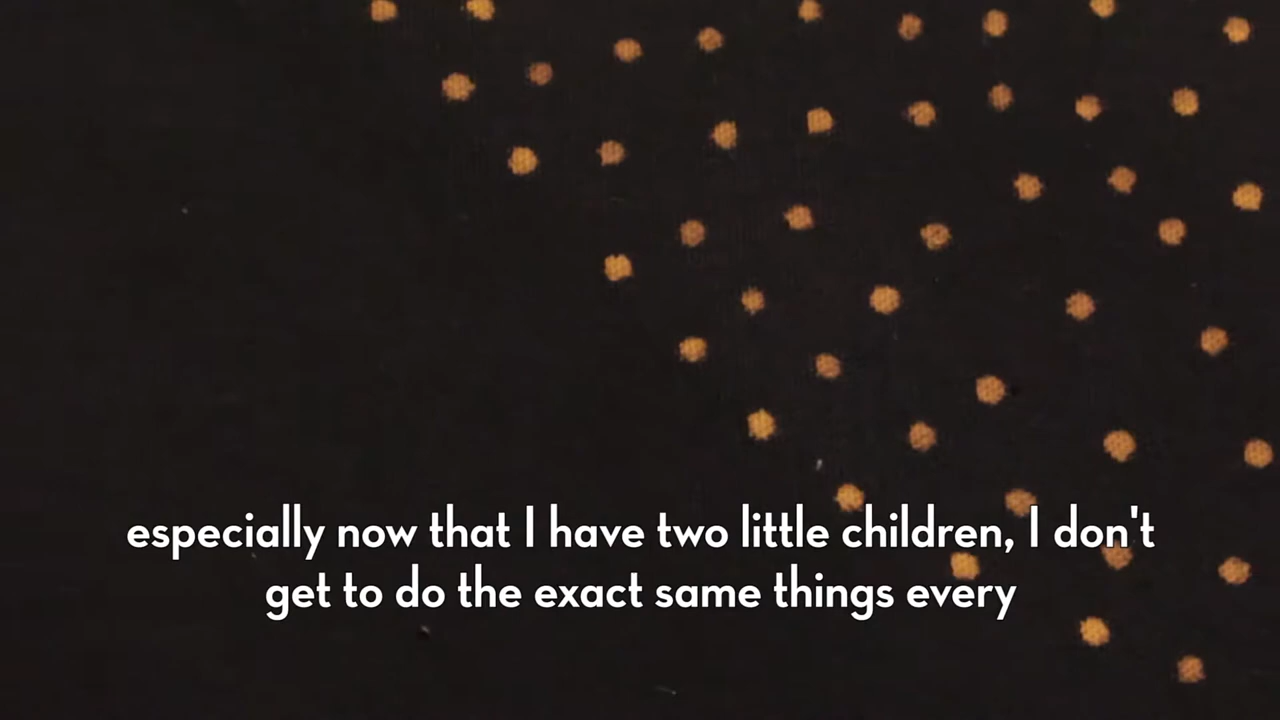 especially now that I have two little children, I don't
get to do the exact same things every